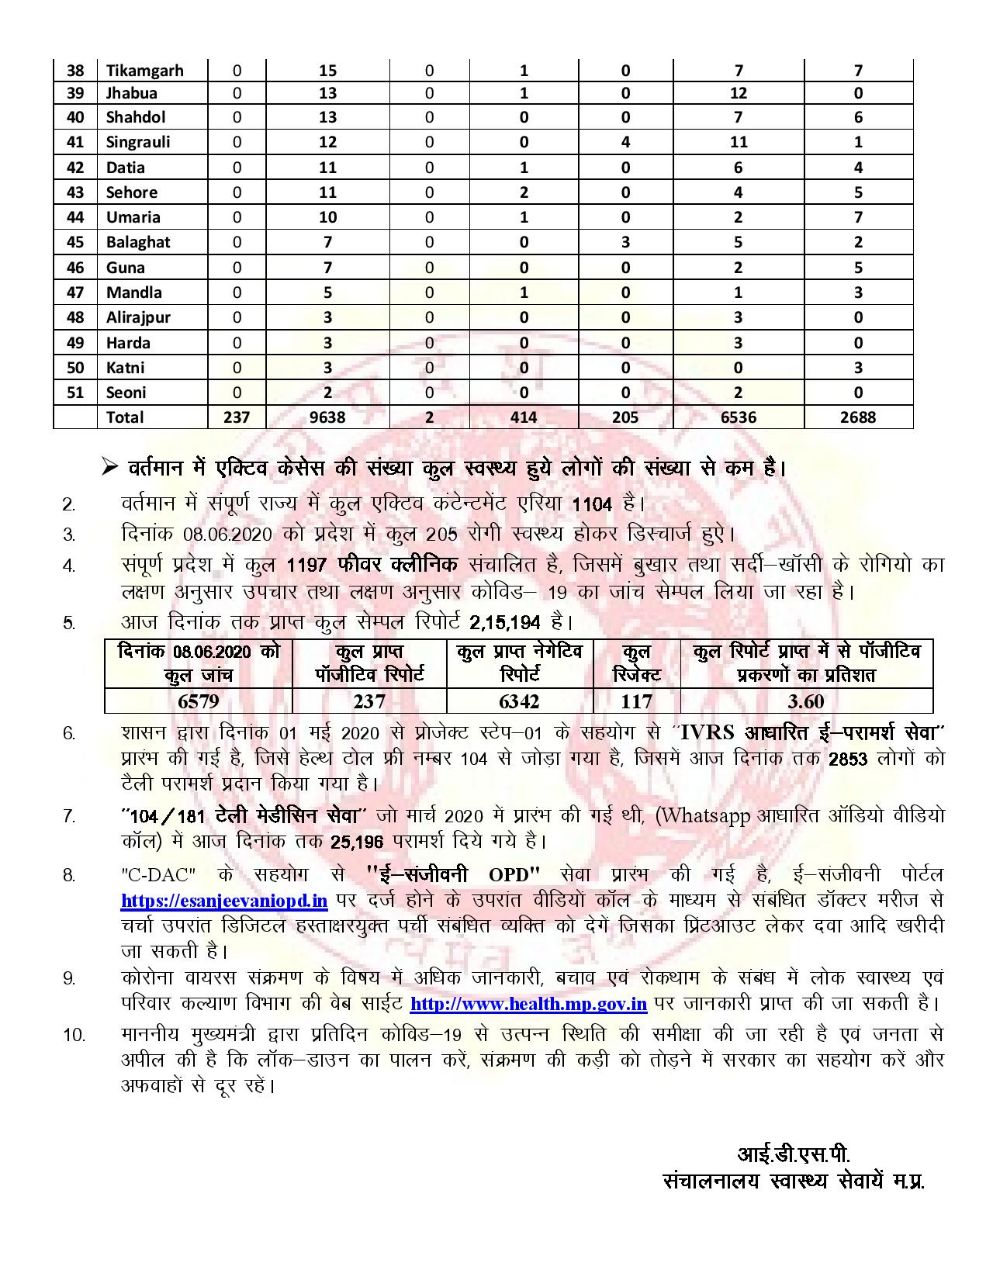 38 Tikamgarh 0 15 0 1 0 7 7
39 Jhabua 0 13 0 1 0 12 0
40 Shahdol 0 13 0 0 0 7 6
41 Singrauli 0 12 0 0 4 11 1
42 Datia 0 11 0 1 0 6 4
43 Sehore 0 11 0 2 0 4 5
44 Umaria 0 10 0 1 0 2 7
45 Balaghat 0 7 0 0 3 5 2
46 Guna 0 7 0 0 0 2 5
47 Mandla 0 5 0 1 0 1 3
48 Alirajpur 0 3 0 0 0 3 0
49 Harda 0 3 0 0 0 3 0
50 Katni 0 3 0 0 0 0 3
51 Seoni 0 2 0 0 0 2 0
Total 237 9638 2 414 205 6536 2688
➢ वर्तमान में एक्टिव केसेस की संख्या कुल स्वस्थ्य हुये लोगों की संख्या से कम है।
2. वर्तमान में संपूर्ण राज्य में कुल एक्टिव कंटेन्टमेंट एरिया 1104 है।
3. दिनांक 08.06.2020 को प्रदेश में कुल 205 रोगी स्वस्थ्य होकर डिस्चार्ज हुऐ।
4. संपूर्ण प्रदेश में कुल 1197 फीवर क्लीनिक संचालित है, जिसमें बुखार तथा सर्दी–खॉसी के रोगियो का
लक्षण अनुसार उपचार तथा लक्षण अनुसार कोविड– 19 का जांच सेम्पल लिया जा रहा है।
5. आज दिनांक तक प्राप्त कुल सेम्पल रिपोर्ट 2,15,194 है।
दिनांक 08.06.2020 को कुल प्राप्त कुल प्राप्त नेगेटिव कुल कुल रिपोर्ट प्राप्त में से पॉजीटिव
कुल जांच पॉजीटिव रिपोर्ट रिपोर्ट रिजेक्ट प्रकरणों का प्रतिशत
6579 237 6342 117 3.60
6. शासन द्वारा दिनांक 01 मई 2020 से प्रोजेक्ट स्टेप–01 के सहयोग से "IVRS आधारित ई–परामर्श सेवा"
प्रारंभ की गई है, जिसे हेल्थ टोल फ्री नम्बर 104 से जोड़ा गया है, जिसमें आज दिनांक तक 2853 लोगों को
टैली परामर्श प्रदान किया गया है।
7. "104/181 टेली मेडीसिन सेवा" जो मार्च 2020 में प्रारंभ की गई थी, (Whatsapp आधारित ऑडियो वीडियो
कॉल) में आज दिनांक तक 25,196 परामर्श दिये गये है।
8. "C-DAC" के सहयोग से "ई–संजीवनी OPD" सेवा प्रारंभ की गई है, ई–संजीवनी पोर्टल
https://esanjeevaniopd.in पर दर्ज होने के उपरांत वीडियो कॉल के माध्यम से संबंधित डॉक्टर मरीज से
चर्चा उपरांत डिजिटल हस्ताक्षरयुक्त पर्ची संबंधित व्यक्ति को देगें जिसका प्रिंटआउट लेकर दवा आदि खरीदी
जा सकती है।
9. कोरोना वायरस संक्रमण के विषय में अधिक जानकारी, बचाव एवं रोकथाम के संबंध में लोक स्वास्थ्य एवं
परिवार कल्याण विभाग की वेब साईट http://www.health.mp.gov.in पर जानकारी प्राप्त की जा सकती है।
10. माननीय मुख्यमंत्री द्वारा प्रतिदिन कोविड–19 से उत्पन्न स्थिति की समीक्षा की जा रही है एवं जनता से
अपील की है कि लॉक–डाउन का पालन करें, संक्रमण की कड़ी को तोड़ने में सरकार का सहयोग करें और
अफवाहों से दूर रहें।
आई.डी.एस.पी.
संचालनालय स्वास्थ्य सेवायें म.प्र.